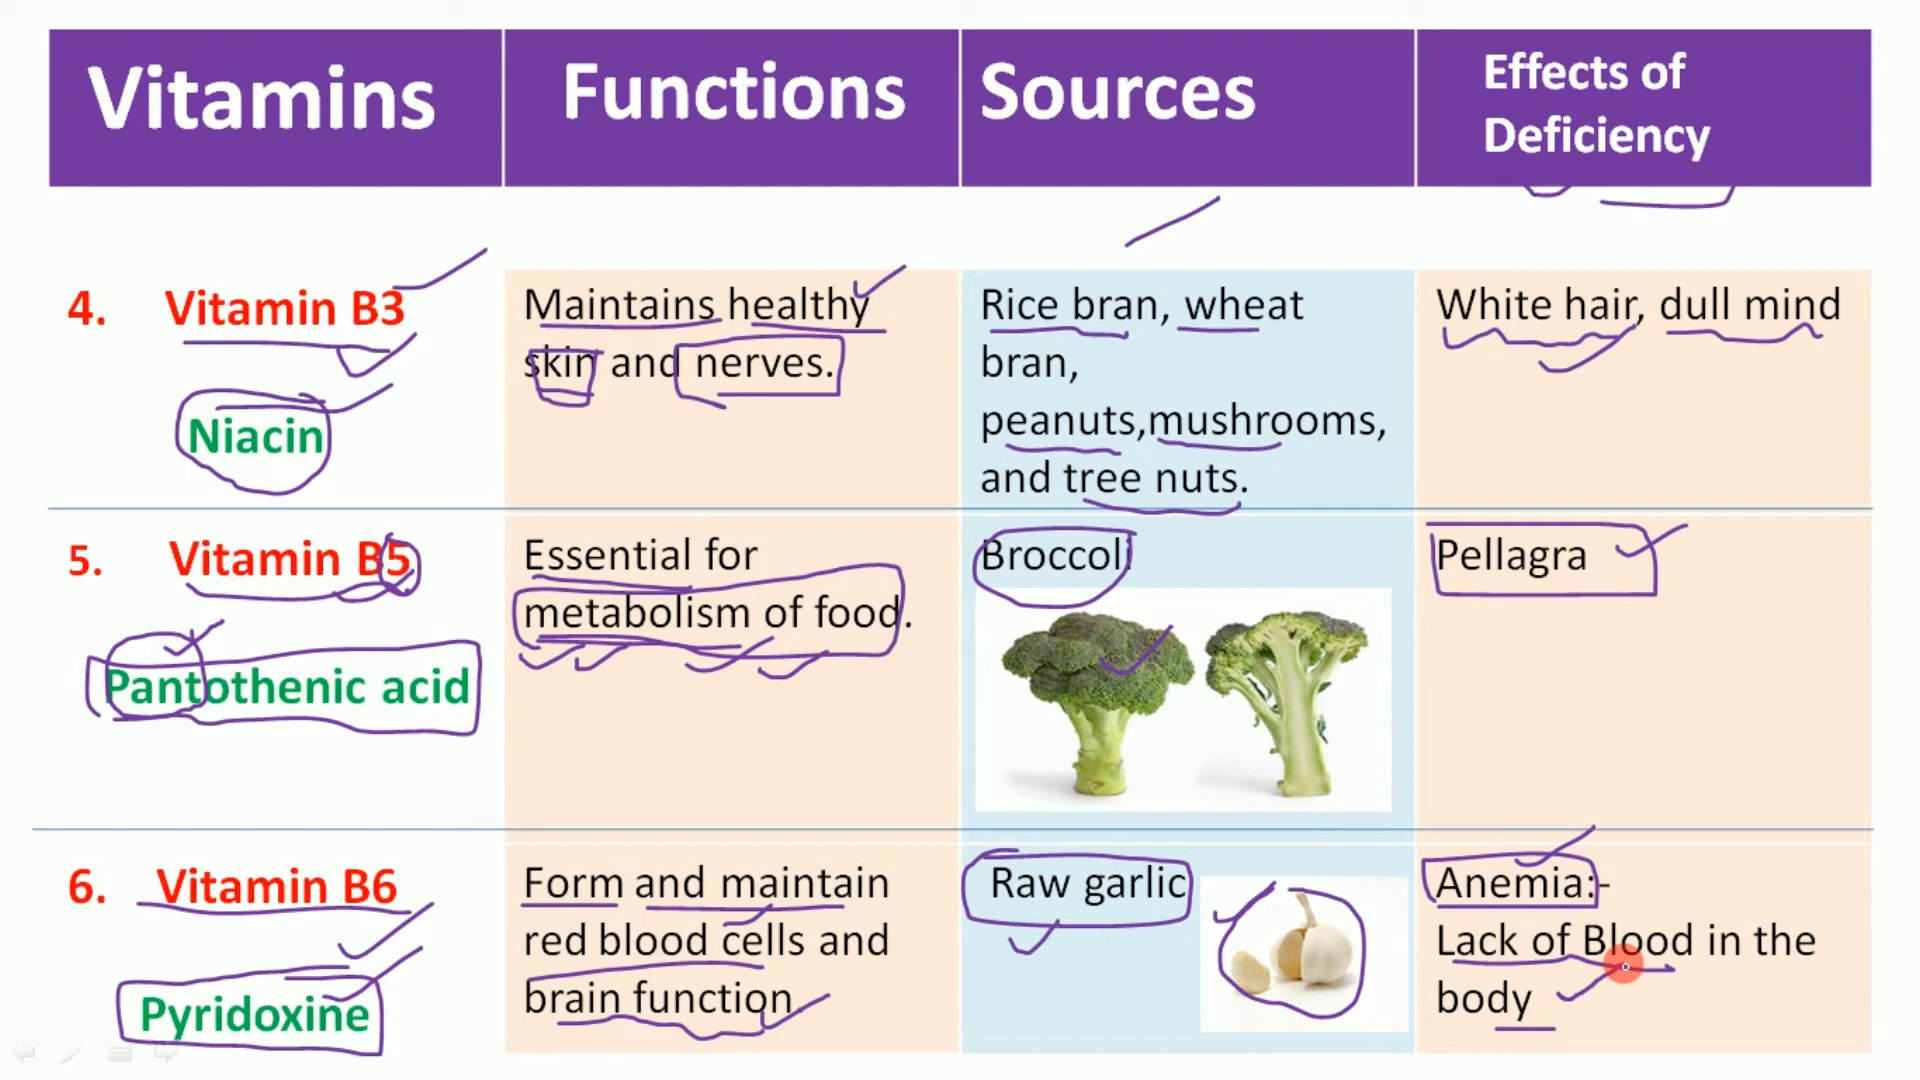 Vitamins
Functions
Sources
Effects of
Deficiency
4. Vitamin B3
Niacin
Maintains healthy
skin and nerves.
Rice bran, wheat
bran,
peanuts,mushrooms,
and tree nuts.
White hair, dull mind
5. Vitamin B5
Pantothenic acid
Essential for
metabolism of food.
Broccoli
Pellagra
6. Vitamin B6
Pyridoxine
Form and maintain
red blood cells and
brain function.
Raw garlic
Anemia:-
Lack of Blood in the
body